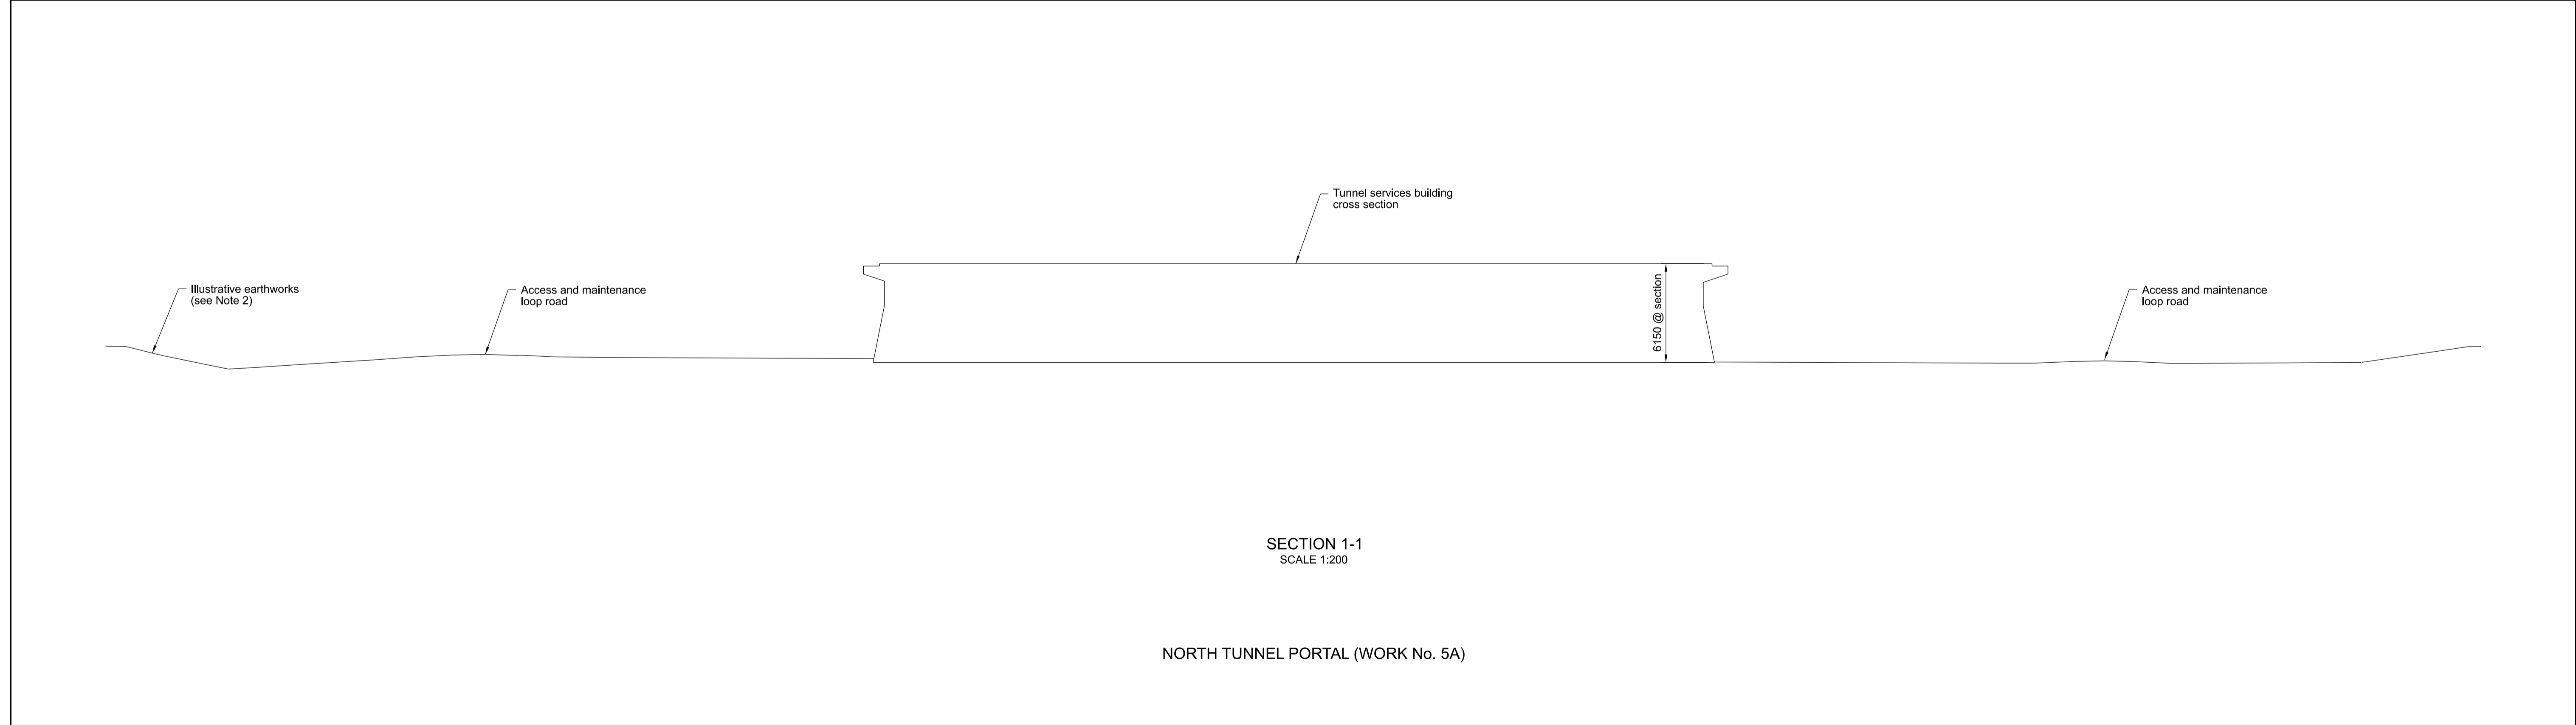 Tunnel services building
cross section
Illustrative earthworks
(see Note 2)
Access and maintenance
loop road
6150 @ section
Access and maintenance
loop road
SECTION 1-1
SCALE 1:200
NORTH TUNNEL PORTAL (WORK No. 5A)